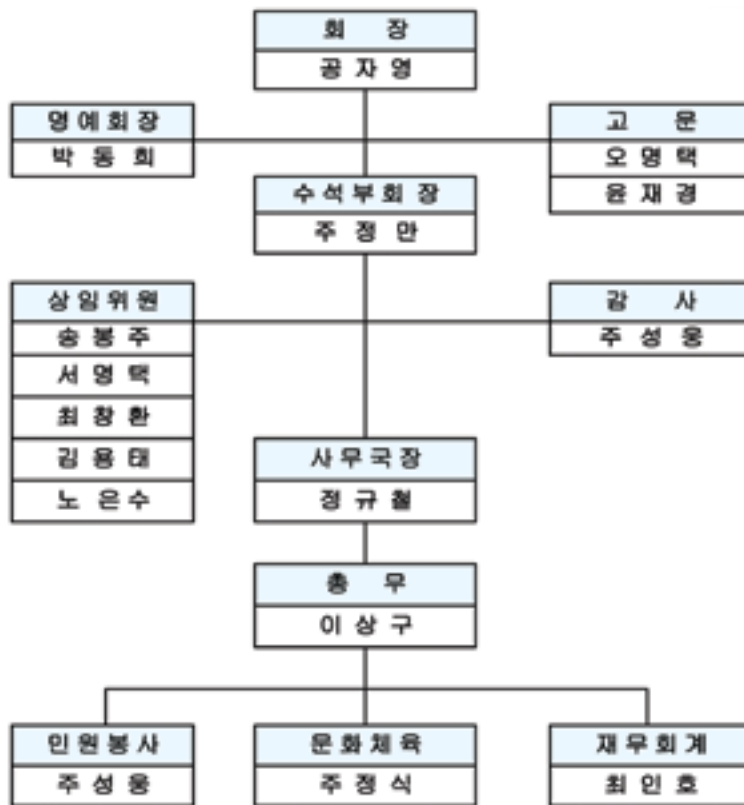 회 장
공 자 영
명 예 회 장
박 동 희
고 문
오 명 택
윤 재 경
수 석 부 회 장
주 정 만
상 임 위 원
송 봉 주
서 영 택
최 창 환
김 용 태
노 은 수
감 사
주 성 웅
사 무 국 장
정 규 철
총 무
이 상 구
민 원 봉 사
주 성 웅
문 화 체 육
주 정 식
재 무 회 계
최 인 호